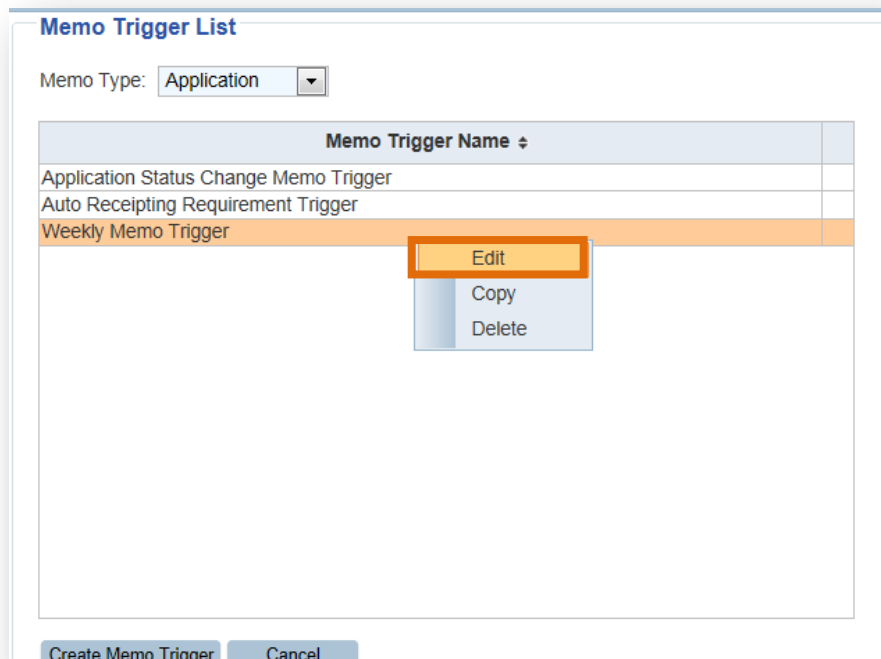 Memo Trigger List
Memo Type: Application
Memo Trigger Name
Application Status Change Memo Trigger
Auto Receipting Requirement Trigger
Weekly Memo Trigger
Edit
Copy
Delete
Create Memo Trigger Cancel